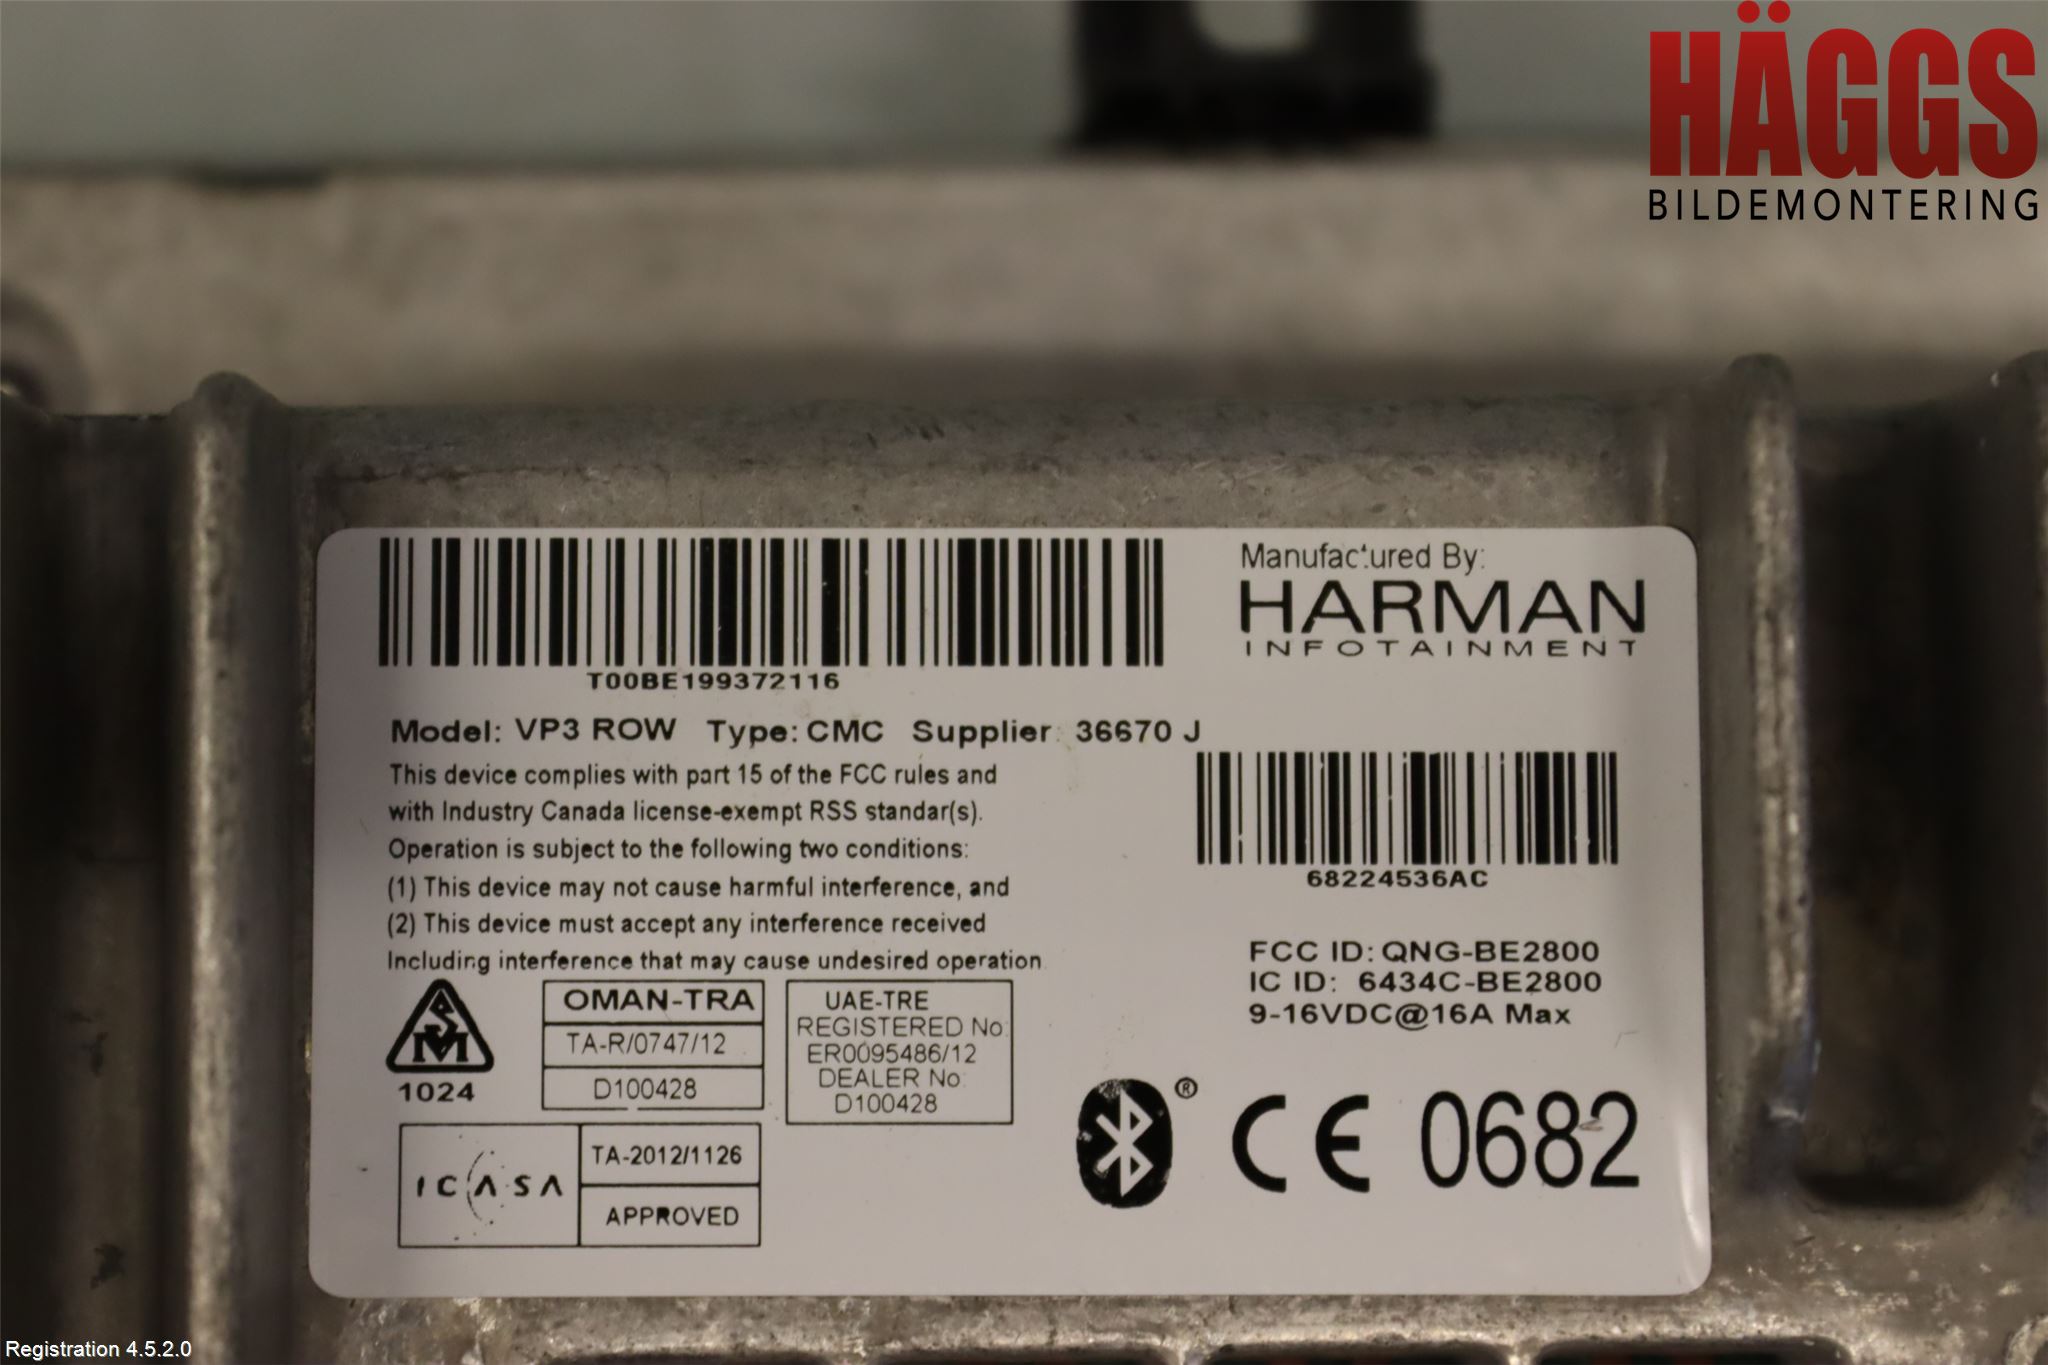 HÄGGS
BILDEMONTERING
Manufactured By:
HARMAN
INFOTAINMENT
T00BE199372116
Model: VP3 ROW Type: CMC Supplier: 36670 J
This device complies with part 15 of the FCC rules and
with Industry Canada license-exempt RSS standar(s).
Operation is subject to the following two conditions:
(1) This device may not cause harmful interference, and
(2) This device must accept any interference received
Including interference that may cause undesired operation.
68224536AC
FCC ID: QNG-BE2800
IC ID: 6434C-BE2800
9-16VDC@16A Max
1024
OMAN-TRA
TA-R/0747/12
D100428
UAE-TRE
REGISTERED No:
ER0095486/12
DEALER No:
D100428
ICASA
TA-2012/1126
APPROVED
® CE 0682
Registration 4.5.2.0